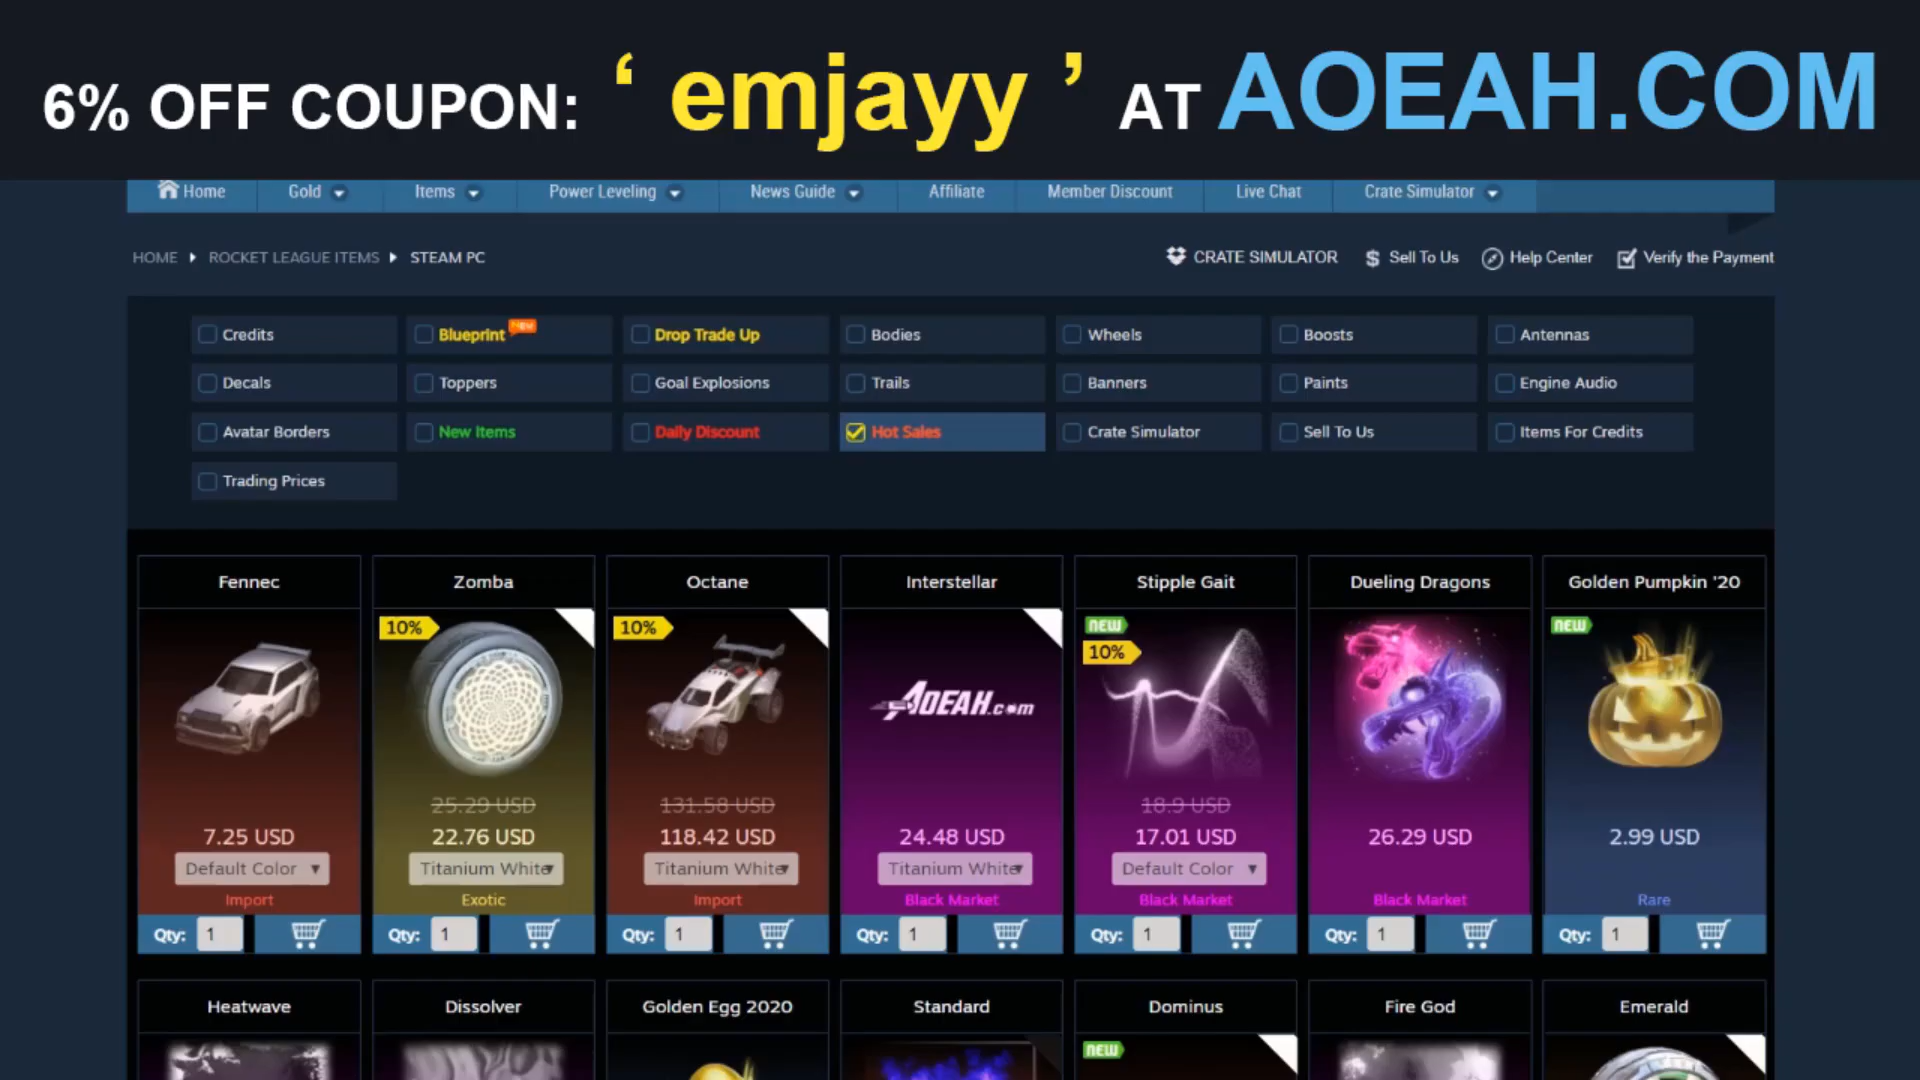 6% OFF COUPON: ‘ emjayy ’ AT AOEAH.COM
Home Gold Items Power Leveling News Guide Affiliate Member Discount Live Chat Crate Simulator
HOME ROCKET LEAGUE ITEMS STEAM PC CRATE SIMULATOR $ Sell To Us Help Center Verify the Payment
Credits Blueprint New Drop Trade Up Bodies Wheels Boosts Antennas
Decals Toppers Goal Explosions Trails Banners Paints Engine Audio
Avatar Borders New Items Daily Discount Hot Sales Crate Simulator Sell To Us Items For Credits
Trading Prices
Fennec Zomba Octane Interstellar Stipple Gait Dueling Dragons Golden Pumpkin '20
10% 10% NEW NEW
10%
AOEAH.com
25.29 USD 131.58 USD 18.9 USD
7.25 USD 22.76 USD 118.42 USD 24.48 USD 17.01 USD 26.29 USD 2.99 USD
Default Color Titanium White Titanium White Titanium White Default Color
Import Exotic Import Black Market Black Market Black Market Rare
Qty: 1 Qty: 1 Qty: 1 Qty: 1 Qty: 1 Qty: 1 Qty: 1
Heatwave Dissolver Golden Egg 2020 Standard Dominus Fire God Emerald
NEW